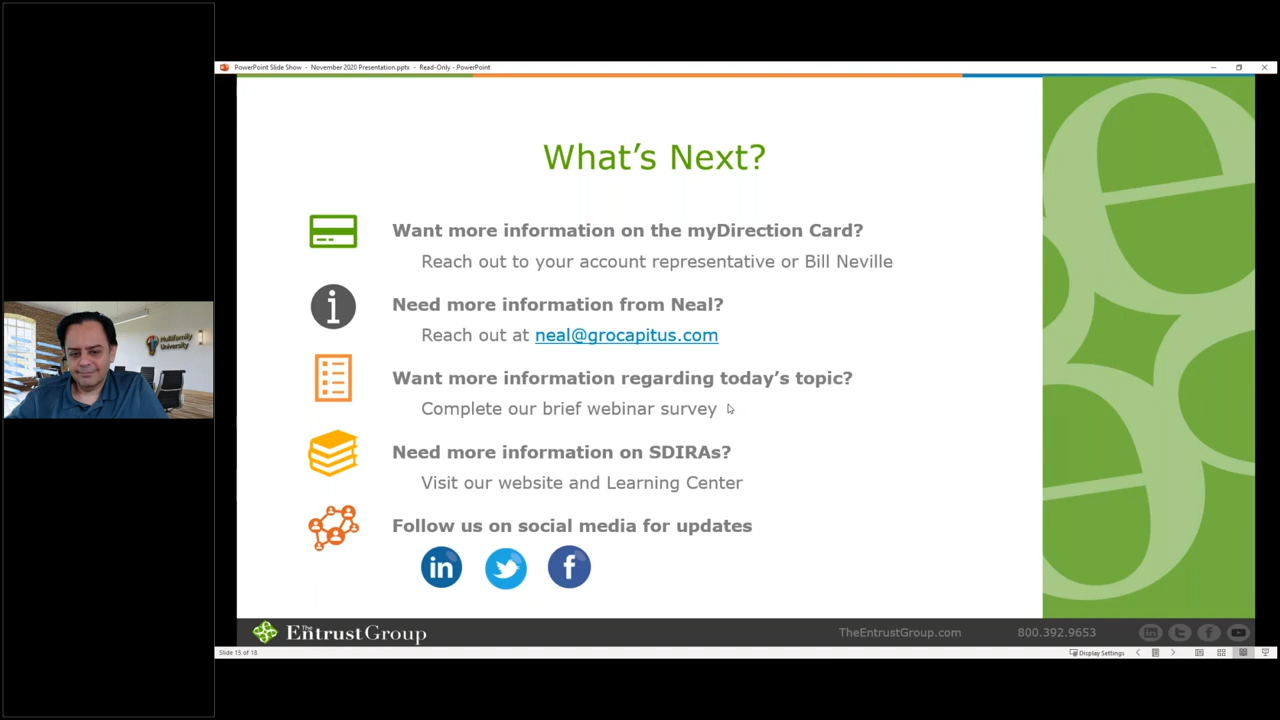 PowerPoint Slide Show - November 2020 Presentation.pptx - Read-Only - PowerPoint
What's Next?
Want more information on the myDirection Card?
Reach out to your account representative or Bill Neville
Need more information from Neal?
Reach out at neal@grocapitus.com
Want more information regarding today's topic?
Complete our brief webinar survey
Need more information on SDIRAs?
Visit our website and Learning Center
Follow us on social media for updates
in
f
Multifamily
University
The EntrustGroup
TheEntrustGroup.com
800.392.9653
Slide 15 of 18
Display Settings